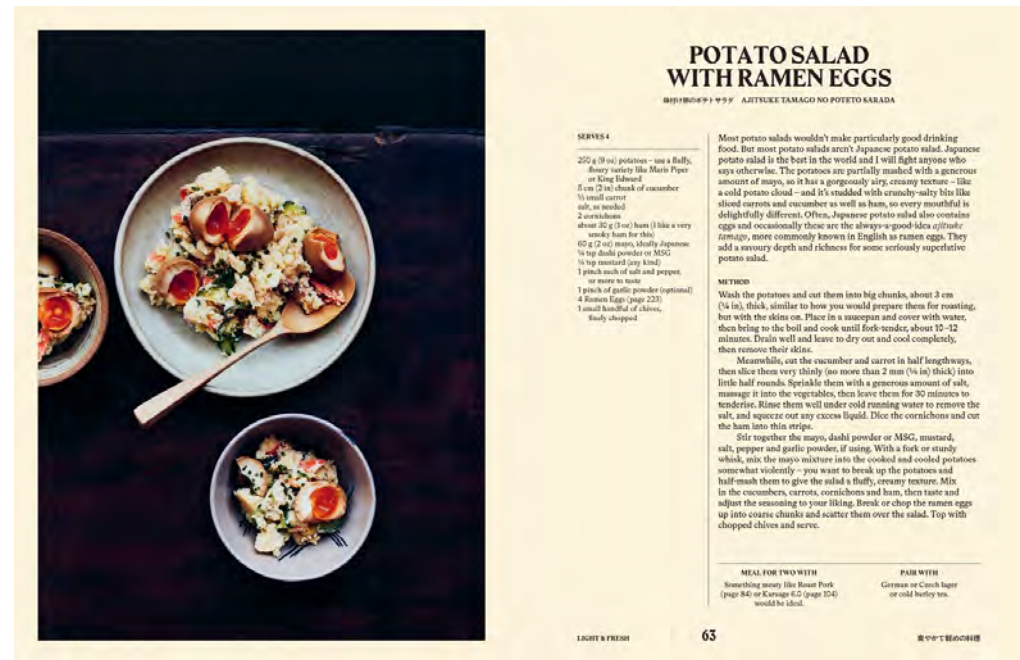 POTATO SALAD
WITH RAMEN EGGS
味付け卵のポテトサラダ AJITSUKE TAMAGO NO POTETO SARADA
SERVES 4
250 g (9 oz) potatoes – use a fluffy,
floury variety like Maris Piper
or King Edward
5 cm (2 in) chunk of cucumber
½ small carrot
salt, as needed
2 cornichons
about 30 g (1 oz) ham (I like a very
smoky ham for this)
60 g (2 oz) mayo, ideally Japanese
¼ tsp dashi powder or MSG
¼ tsp mustard (any kind)
1 pinch each of salt and pepper,
or more to taste
1 pinch of garlic powder (optional)
4 Ramen Eggs (page 223)
1 small handful of chives,
finely chopped
Most potato salads wouldn't make particularly good drinking
food. But most potato salads aren't Japanese potato salad. Japanese
potato salad is the best in the world and I will fight anyone who
says otherwise. The potatoes are partially mashed with a generous
amount of mayo, so it has a gorgeously airy, creamy texture – like
a cold potato cloud – and it's studded with crunchy-salty bits like
sliced carrots and cucumber as well as ham, so every mouthful is
delightfully different. Often, Japanese potato salad also contains
eggs and occasionally these are the always-a-good-idea ajitsuke
tamago, more commonly known in English as ramen eggs. They
add a savoury depth and richness for some seriously superlative
potato salad.
METHOD
Wash the potatoes and cut them into big chunks, about 3 cm
(¼ in), thick, similar to how you would prepare them for roasting,
but with the skins on. Place in a saucepan and cover with water,
then bring to the boil and cook until fork-tender, about 10–12
minutes. Drain well and leave to dry out and cool completely,
then remove their skins.
Meanwhile, cut the cucumber and carrot in half lengthways,
then slice them very thinly (no more than 2 mm (⅛ in) thick) into
little half rounds. Sprinkle them with a generous amount of salt,
massage it into the vegetables, then leave them for 30 minutes to
tenderise. Rinse them well under cold running water to remove the
salt, and squeeze out any excess liquid. Dice the cornichons and cut
the ham into thin strips.
Stir together the mayo, dashi powder or MSG, mustard,
salt, pepper and garlic powder, if using. With a fork or sturdy
whisk, mix the mayo mixture into the cooked and cooled potatoes
somewhat violently – you want to break up the potatoes and
half-mash them to give the salad a fluffy, creamy texture. Mix
in the cucumbers, carrots, cornichons and ham, then taste and
adjust the seasoning to your liking. Break or chop the ramen eggs
up into coarse chunks and scatter them over the salad. Top with
chopped chives and serve.
MEAL FOR TWO WITH
Something meaty like Roast Pork
(page 84) or Karaage 6.0 (page 104)
would be ideal.
PAIR WITH
German or Czech lager
or cold barley tea.
LIGHT & FRESH
63
爽やかで軽めの料理